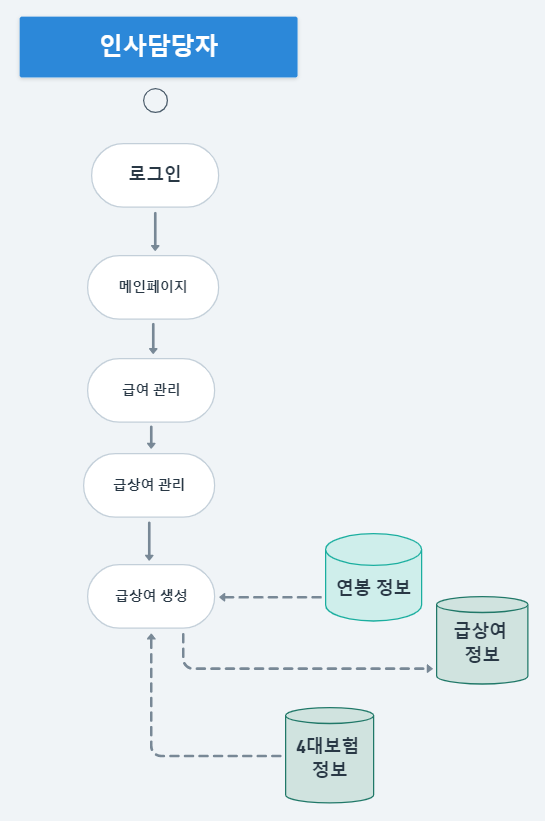 인사담당자
로그인
메인페이지
급여 관리
급상여 관리
급상여 생성
연봉 정보
급상여
정보
4대보험
정보